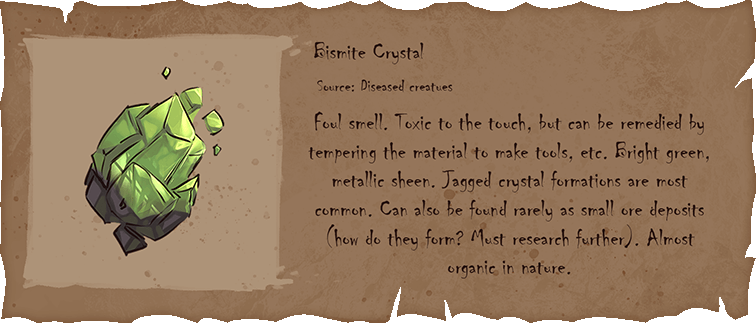 Bismite Crystal
Source: Diseased creatues
Foul smell. Toxic to the touch, but can be remedied by
tempering the material to make tools, etc. Bright green,
metallic sheen. Jagged crystal formations are most
common. Can also be found rarely as small ore deposits
(how do they form? Must research further). Almost
organic in nature.